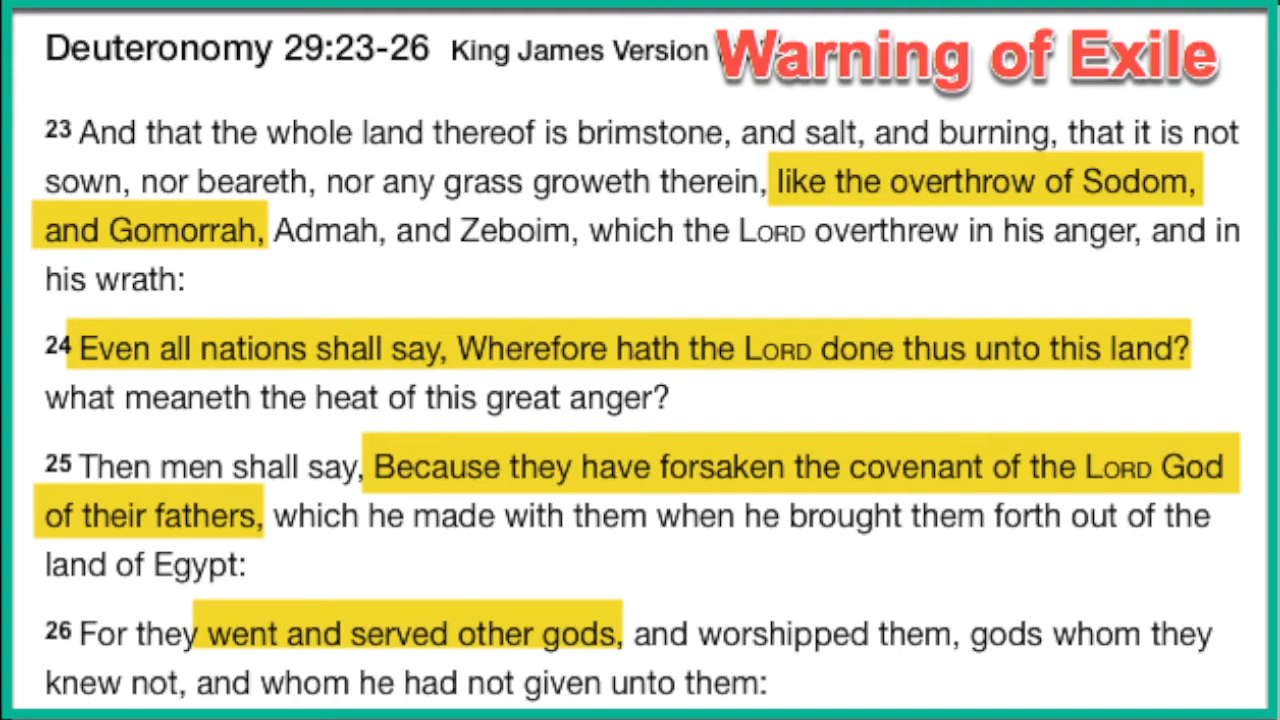 Deuteronomy 29:23-26 King James Version Warning of Exile
23 And that the whole land thereof is brimstone, and salt, and burning, that it is not
sown, nor beareth, nor any grass groweth therein, like the overthrow of Sodom,
and Gomorrah, Admah, and Zeboim, which the LORD overthrew in his anger, and in
his wrath:
24 Even all nations shall say, Wherefore hath the LORD done thus unto this land?
what meaneth the heat of this great anger?
25 Then men shall say, Because they have forsaken the covenant of the LORD God
of their fathers, which he made with them when he brought them forth out of the
land of Egypt:
26 For they went and served other gods, and worshipped them, gods whom they
knew not, and whom he had not given unto them: